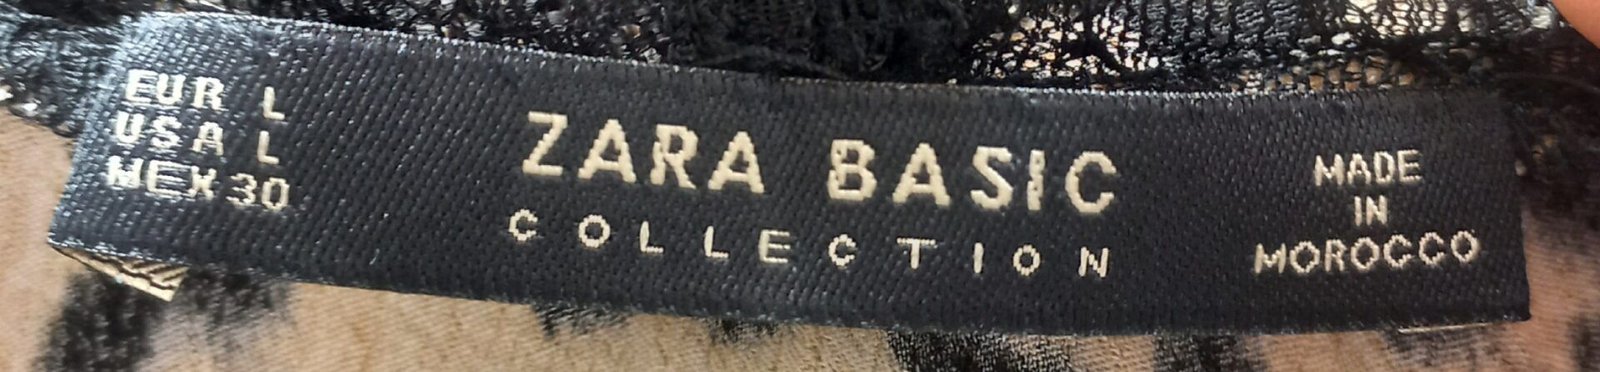 EUR L
USA L
MEX 30
ZARA BASIC
COLLECTION
MADE
IN
MOROCCO